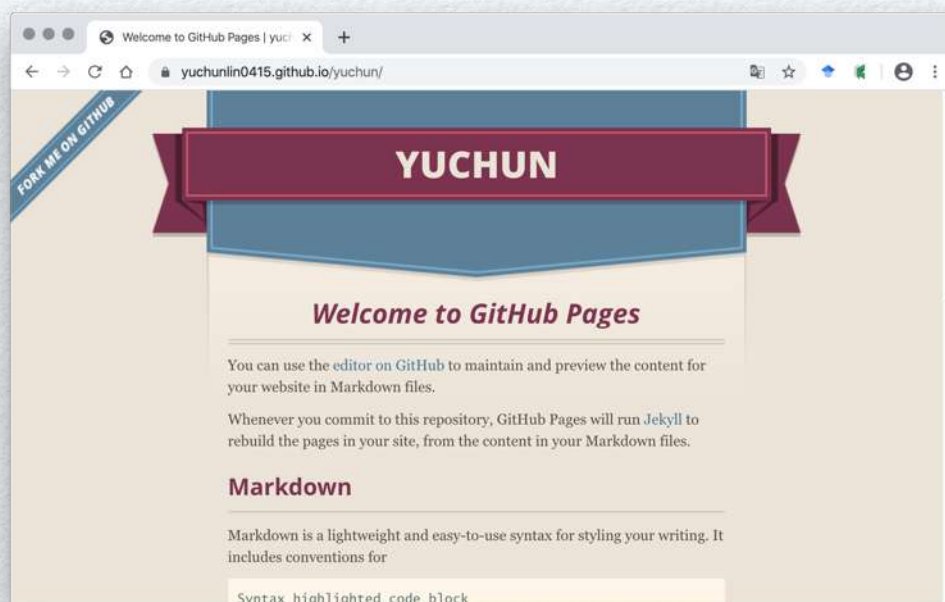 Welcome to GitHub Pages | yuc
yuchunlin0415.github.io/yuchun/
FORK ME ON GITHUB
YUCHUN
Welcome to GitHub Pages
You can use the editor on GitHub to maintain and preview the content for
your website in Markdown files.
Whenever you commit to this repository, GitHub Pages will run Jekyll to
rebuild the pages in your site, from the content in your Markdown files.
Markdown
Markdown is a lightweight and easy-to-use syntax for styling your writing. It
includes conventions for
Syntax highlighted code block